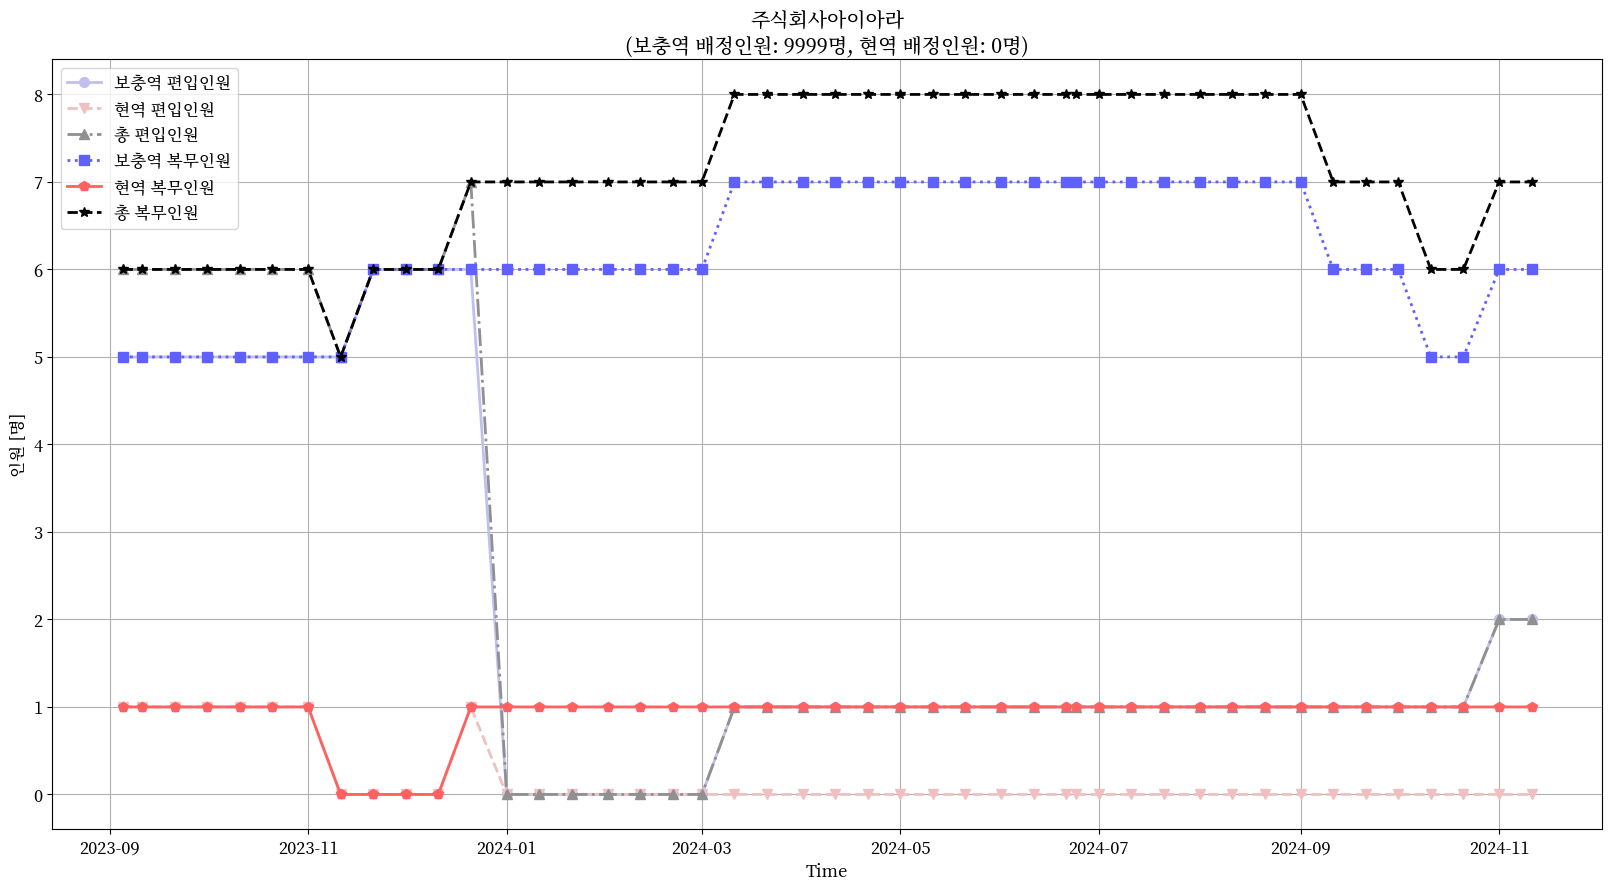 주식회사아이아라
(보충역 배정인원: 9999명, 현역 배정인원: 0명)
보충역 편입인원
현역 편입인원
총 편입인원
보충역 복무인원
현역 복무인원
총 복무인원
8
7
6
5
4
3
2
1
0
인원 [명]
2023-09
2023-11
2024-01
2024-03
2024-05
2024-07
2024-09
2024-11
Time